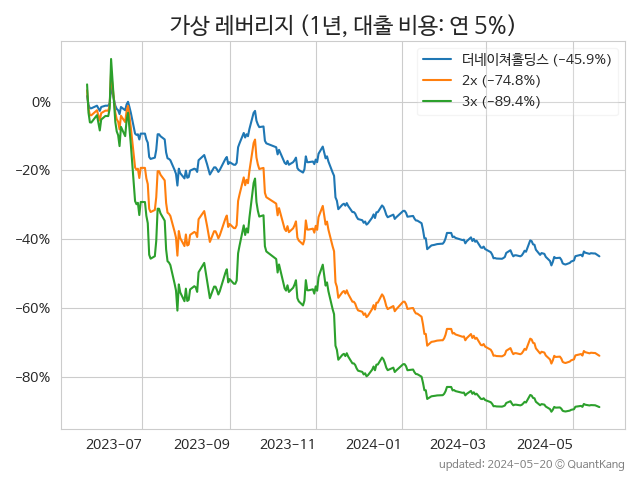 가상 레버리지 (1년, 대출 비용: 연 5%)
더네이쳐홀딩스 (−45.9%)
2x (−74.8%)
3x (−89.4%)
0%
−20%
−40%
−60%
−80%
2023−07 2023−09 2023−11 2024−01 2024−03 2024−05
updated: 2024−05−20 © QuantKang